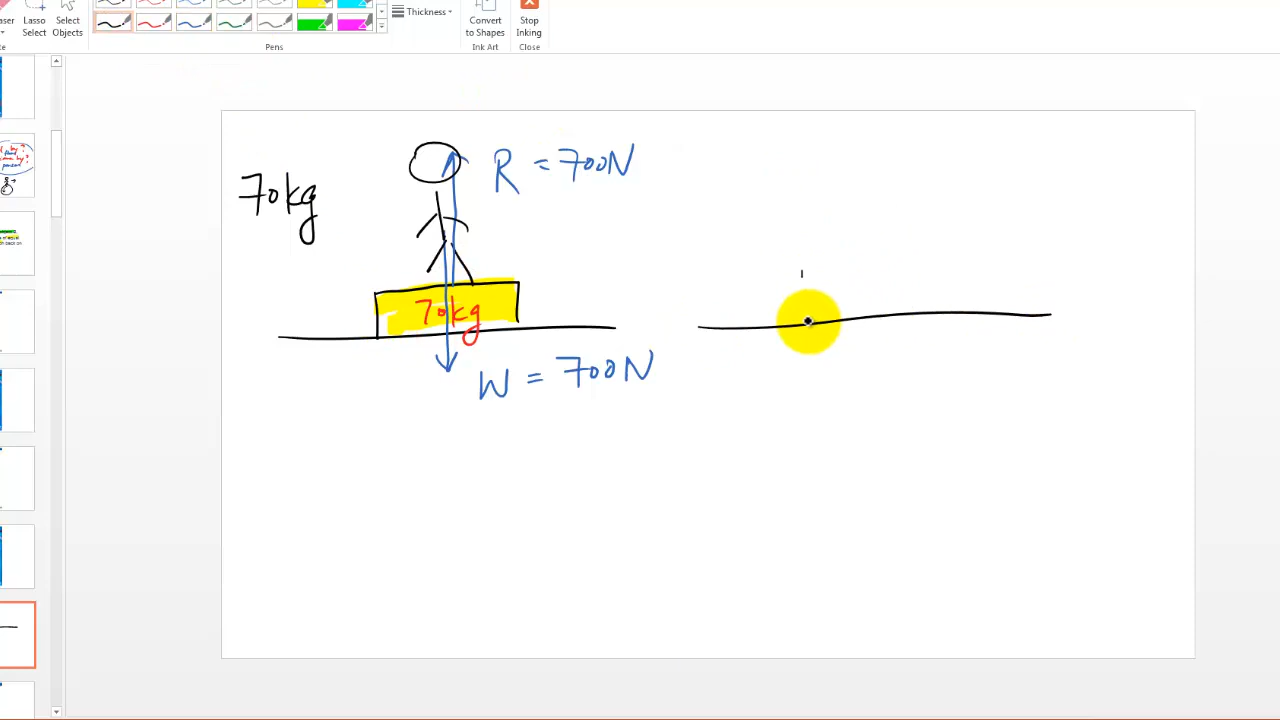 Lasso
Select
Select
Objects
Thickness
Convert
to Shapes
Stop
Inking
Pens
Ink Art
Close
R = 700N
70kg
70kg
W = 700N